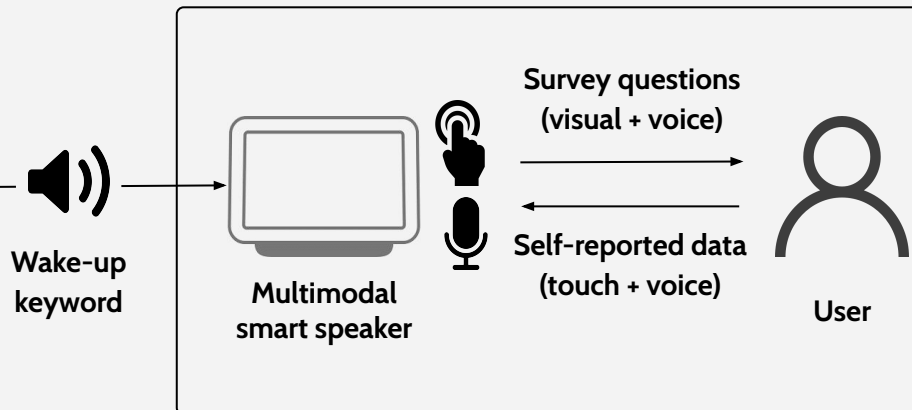 Wake-up
keyword
Multimodal
smart speaker
Survey questions
(visual + voice)
Self-reported data
(touch + voice)
User